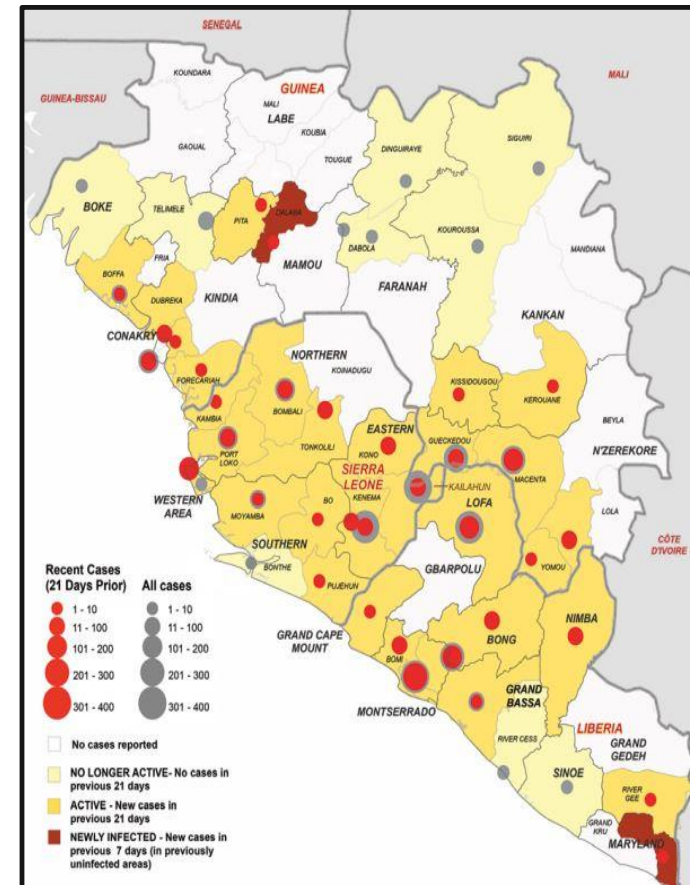 SENEGAL
MALI
GUINEA-BISSAU
KOUNDARA
GUINEA
MALI
LABE
KOUBIA
GAOUAL
TOUGUE
DINGUIRAYE
SIGUIRI
BOKE
TELIMELE
PITA
DALABA
DABOLA
KOUROUSSA
MANDIANA
BOFFA
FRIA
MAMOU
FARANAH
DUBREKA
KINDIA
KANKAN
CONAKRY
NORTHERN
KOINADUGU
FORECARIAH
KISSIDOUGOU
KEROUANE
KAMBIA
BOMBALI
BEYLA
TONKOLILI
EASTERN
GUECKEDOU
N'ZEREKORE
PORT
LOKO
KONO
SIERRA
LEONE
MACENTA
KAILAHUN
WESTERN
AREA
MOYAMBA
BO
KENEMA
LOFA
LOLA
CÔTE
D'IVOIRE
SOUTHERN
BONTHE
GBARPOLU
YOMOU
PUJEHUN
NIMBA
GRAND CAPE
MOUNT
BONG
BOMI
MONTSERRADO
GRAND
BASSA
LIBERIA
RIVER CESS
GRAND
GEDEH
SINOE
RIVER
GEE
GRAND
KRU
MARYLAND
Recent Cases
(21 Days Prior)
1 - 10
11 - 100
101 - 200
201 - 300
301 - 400
All cases
1 - 10
11 - 100
101 - 200
201 - 300
301 - 400
No cases reported
NO LONGER ACTIVE- No cases in
previous 21 days
ACTIVE - New cases in
previous 21 days
NEWLY INFECTED - New cases in
previous 7 days (in previously
uninfected areas)